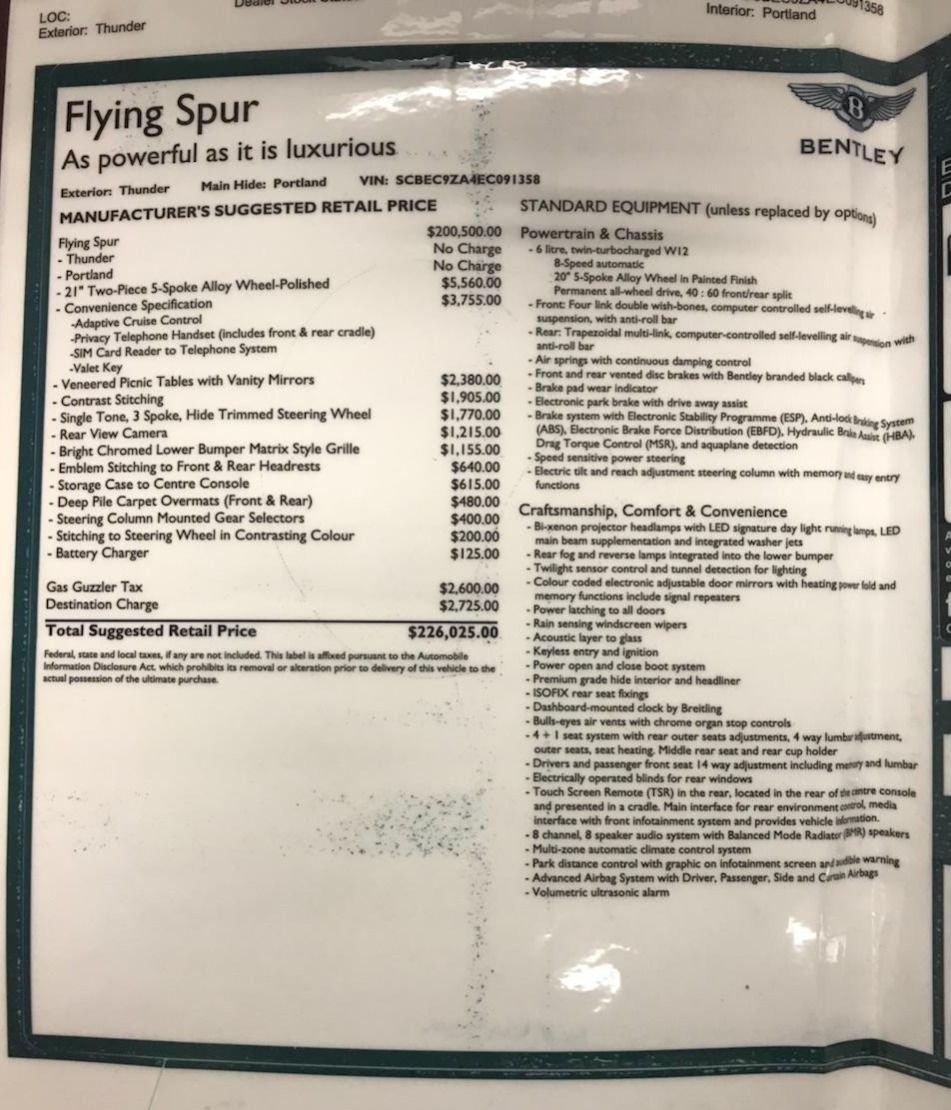 LOC:
Exterior: Thunder
Interior: Portland
Flying Spur
As powerful as it is luxurious
B
BENTLEY
Exterior: Thunder Main Hide: Portland VIN: SCBEC9ZA4EC091358
MANUFACTURER'S SUGGESTED RETAIL PRICE
Flying Spur $200,500.00
- Thunder No Charge
- Portland No Charge
- 21" Two-Piece 5-Spoke Alloy Wheel-Polished $5,560.00
- Convenience Specification $3,755.00
-Adaptive Cruise Control
-Privacy Telephone Handset (includes front & rear cradle)
-SIM Card Reader to Telephone System
-Valet Key
- Veneered Picnic Tables with Vanity Mirrors $2,380.00
- Contrast Stitching $1,905.00
- Single Tone, 3 Spoke, Hide Trimmed Steering Wheel $1,770.00
- Rear View Camera $1,215.00
- Bright Chromed Lower Bumper Matrix Style Grille $1,155.00
- Emblem Stitching to Front & Rear Headrests $640.00
- Storage Case to Centre Console $615.00
- Deep Pile Carpet Overmats (Front & Rear) $480.00
- Steering Column Mounted Gear Selectors $400.00
- Stitching to Steering Wheel in Contrasting Colour $200.00
- Battery Charger $125.00
Gas Guzzler Tax $2,600.00
Destination Charge $2,725.00
Total Suggested Retail Price $226,025.00
Federal, state and local taxes, if any are not included. This label is affixed pursuant to the Automobile
Information Disclosure Act, which prohibits its removal or alteration prior to delivery of this vehicle to the
actual possession of the ultimate purchase.
STANDARD EQUIPMENT (unless replaced by options)
Powertrain & Chassis
- 6 litre, twin-turbocharged W12
8-Speed automatic
20" 5-Spoke Alloy Wheel in Painted Finish
Permanent all-wheel drive, 40 : 60 front/rear split
- Front: Four link double wish-bones, computer controlled self-levelling air
suspension, with anti-roll bar
- Rear: Trapezoidal multi-link, computer-controlled self-levelling air suspension with
anti-roll bar
- Air springs with continuous damping control
- Front and rear vented disc brakes with Bentley branded black calipers
- Brake pad wear indicator
- Electronic park brake with drive away assist
- Brake system with Electronic Stability Programme (ESP), Anti-lock Braking System
(ABS), Electronic Brake Force Distribution (EBFD), Hydraulic Brake Assist (HBA),
Drag Torque Control (MSR), and aquaplane detection
- Speed sensitive power steering
- Electric tilt and reach adjustment steering column with memory and easy entry
functions
Craftsmanship, Comfort & Convenience
- Bi-xenon projector headlamps with LED signature day light running lamps, LED
main beam supplementation and integrated washer jets
- Rear fog and reverse lamps integrated into the lower bumper
- Twilight sensor control and tunnel detection for lighting
- Colour coded electronic adjustable door mirrors with heating power fold and
memory functions include signal repeaters
- Power latching to all doors
- Rain sensing windscreen wipers
- Acoustic layer to glass
- Keyless entry and ignition
- Power open and close boot system
- Premium grade hide interior and headliner
- ISOFIX rear seat fixings
- Dashboard-mounted clock by Breitling
- Bulls-eyes air vents with chrome organ stop controls
- 4 + 1 seat system with rear outer seats adjustments, 4 way lumbar adjustment,
outer seats, seat heating. Middle rear seat and rear cup holder
- Drivers and passenger front seat 14 way adjustment including memory and lumbar
- Electrically operated blinds for rear windows
- Touch Screen Remote (TSR) in the rear, located in the rear of the centre console
and presented in a cradle. Main interface for rear environment control, media
interface with front infotainment system and provides vehicle information.
- 8 channel, 8 speaker audio system with Balanced Mode Radiator (BMR) speakers
- Multi-zone automatic climate control system
- Park distance control with graphic on infotainment screen and audible warning
- Advanced Airbag System with Driver, Passenger, Side and Curtain Airbags
- Volumetric ultrasonic alarm